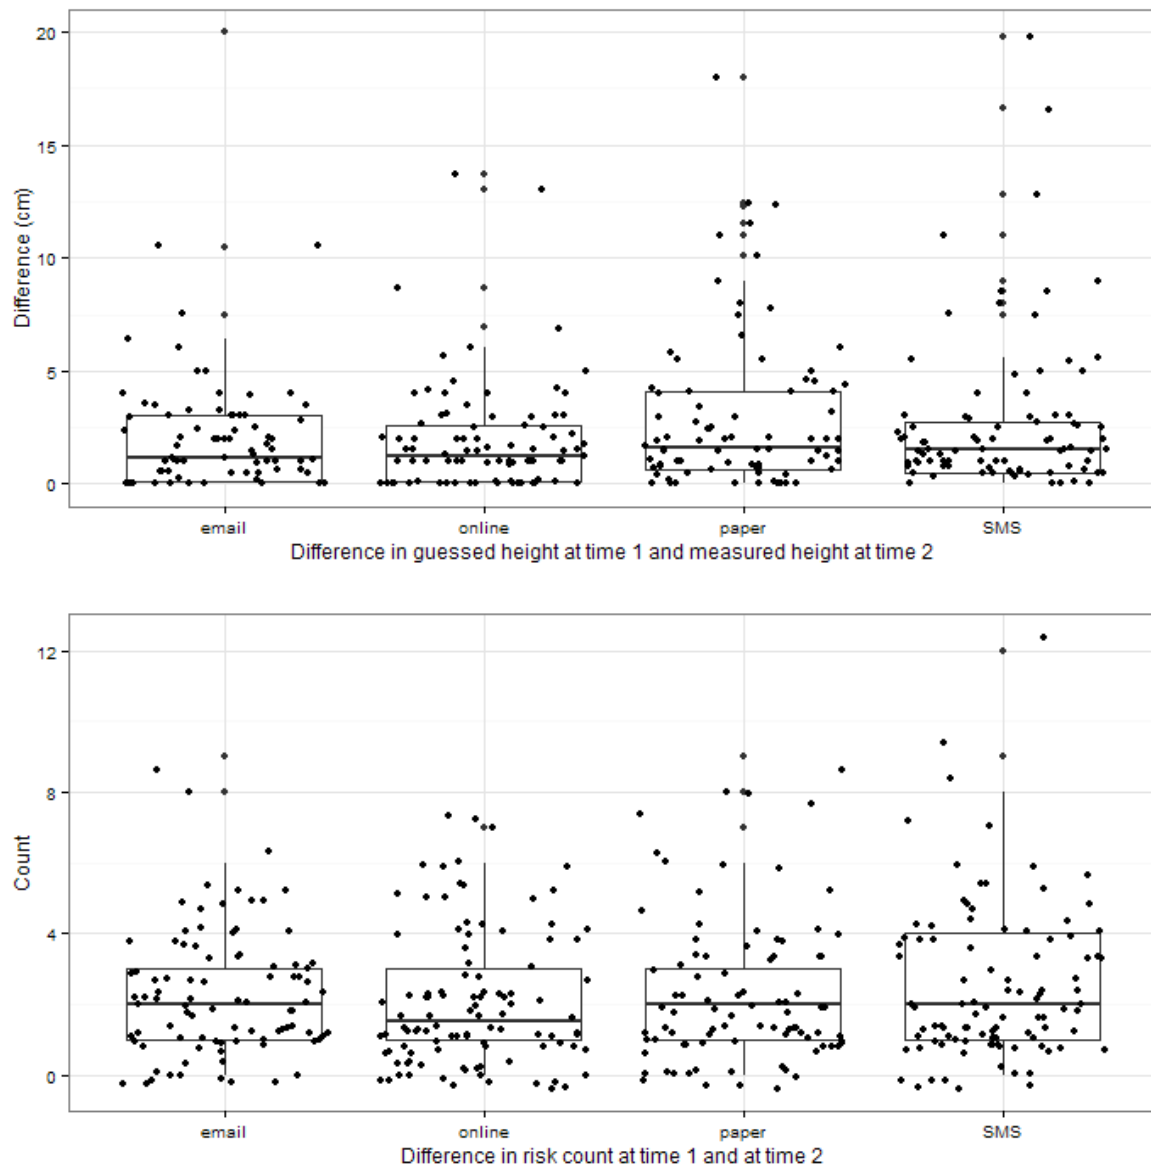 20
15
10
5
0
Difference (cm)
email online paper SMS
Difference in guessed height at time 1 and measured height at time 2
12
8
4
0
Count
email online paper SMS
Difference in risk count at time 1 and at time 2